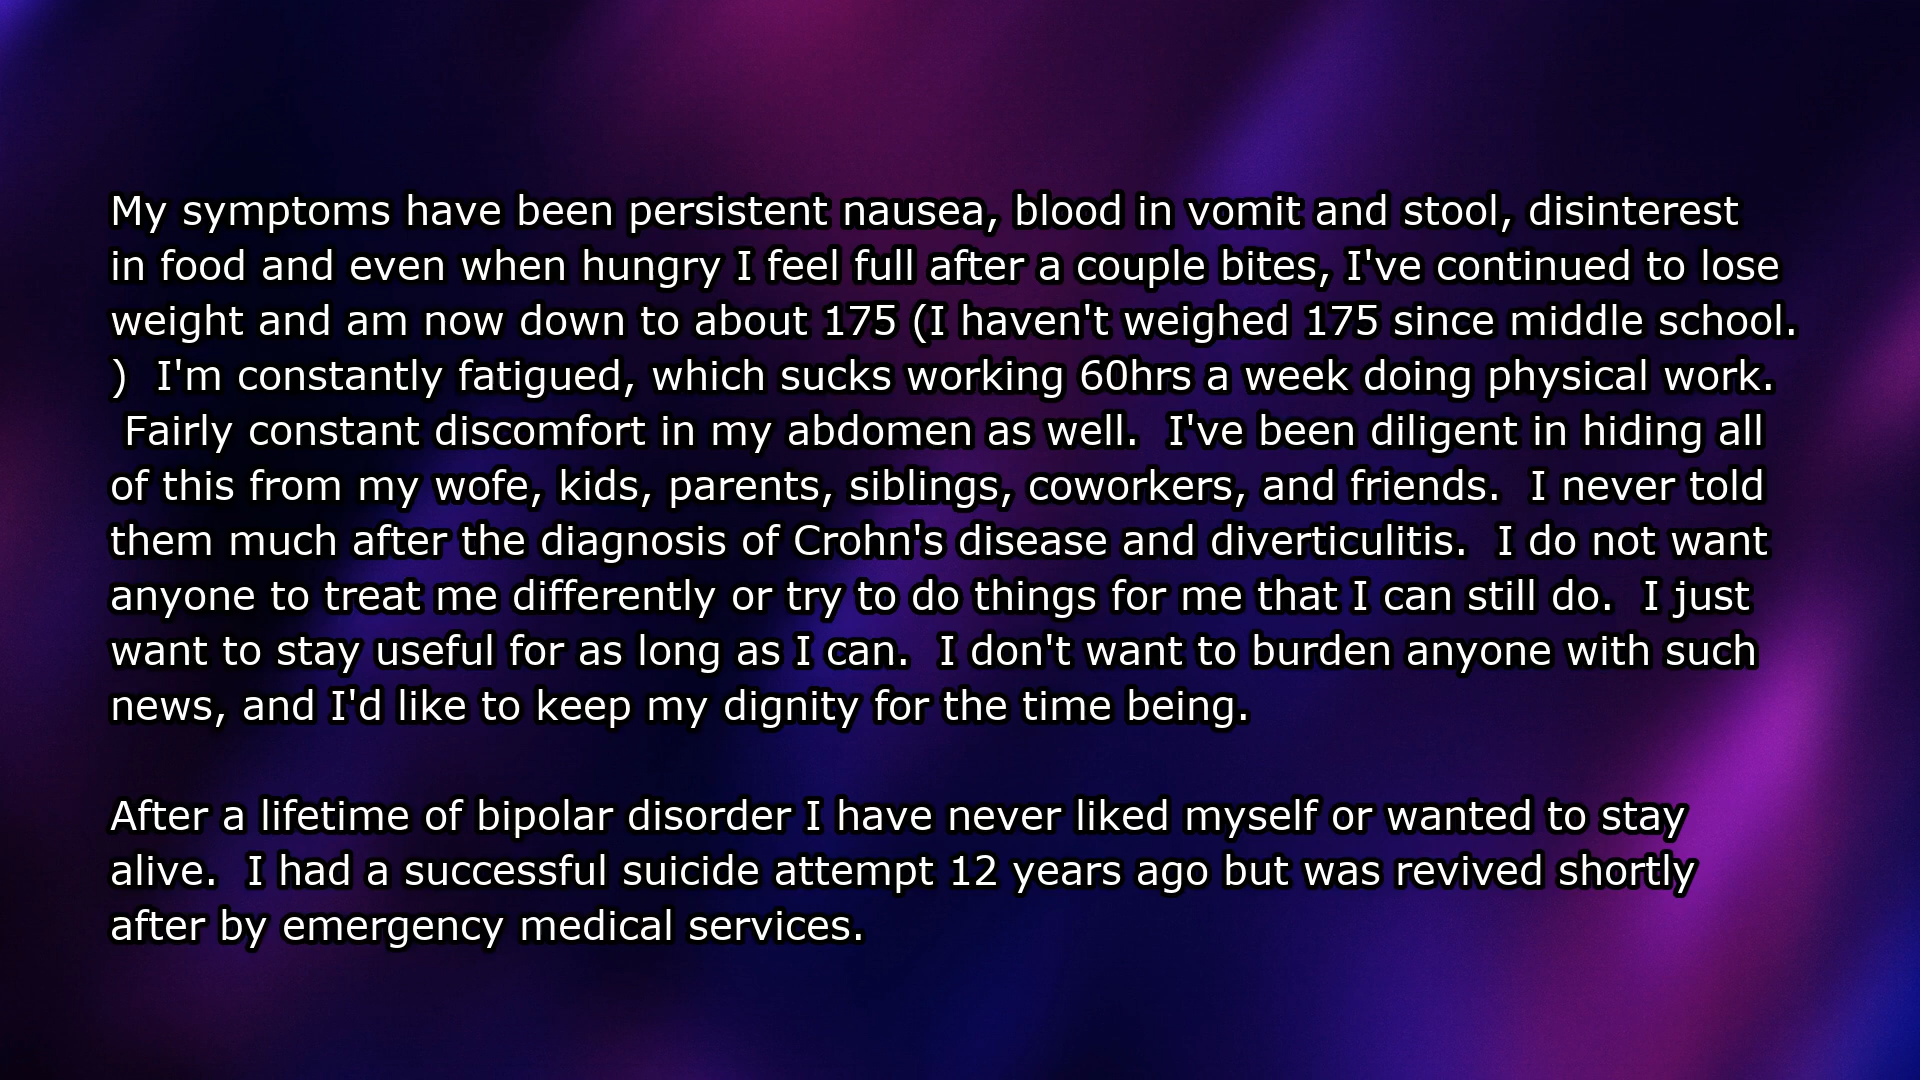 My symptoms have been persistent nausea, blood in vomit and stool, disinterest
in food and even when hungry I feel full after a couple bites, I've continued to lose
weight and am now down to about 175 (I haven't weighed 175 since middle school.
)  I'm constantly fatigued, which sucks working 60hrs a week doing physical work.
 Fairly constant discomfort in my abdomen as well.  I've been diligent in hiding all
of this from my wofe, kids, parents, siblings, coworkers, and friends.  I never told
them much after the diagnosis of Crohn's disease and diverticulitis.  I do not want
anyone to treat me differently or try to do things for me that I can still do.  I just
want to stay useful for as long as I can.  I don't want to burden anyone with such
news, and I'd like to keep my dignity for the time being.

After a lifetime of bipolar disorder I have never liked myself or wanted to stay
alive.  I had a successful suicide attempt 12 years ago but was revived shortly
after by emergency medical services.